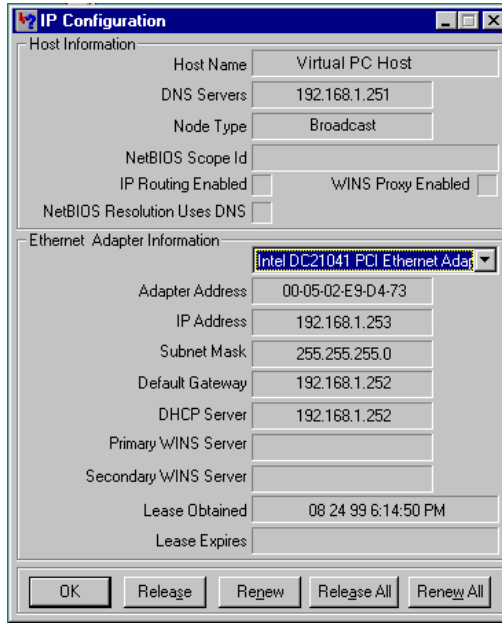 IP Configuration
Host Information
Host Name Virtual PC Host
DNS Servers 192.168.1.251
Node Type Broadcast
NetBIOS Scope Id
IP Routing Enabled WINS Proxy Enabled
NetBIOS Resolution Uses DNS
Ethernet Adapter Information
Intel DC21041 PCI Ethernet Adap
Adapter Address 00-05-02-E9-D4-73
IP Address 192.168.1.253
Subnet Mask 255.255.255.0
Default Gateway 192.168.1.252
DHCP Server 192.168.1.252
Primary WINS Server
Secondary WINS Server
Lease Obtained 08 24 99 6:14:50 PM
Lease Expires
OK Release Renew Release All Renew All